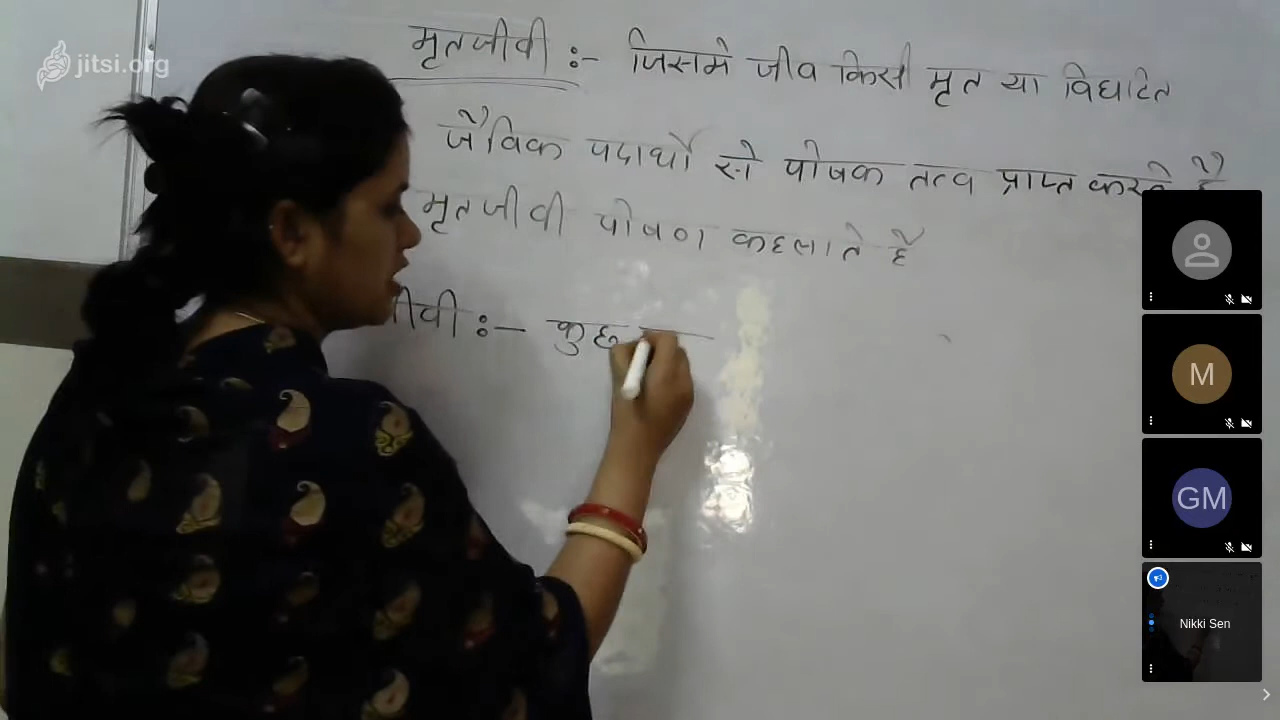 jitsi.org
मृतजीवी :- जिसमे जीव किसी मृत या विघटित
जैविक पदार्थों से पोषक तत्व प्राप्त करते है
मृतजीवी पोषण कहलाते है
जीवी :- कुछ
M
GM
Nikki Sen